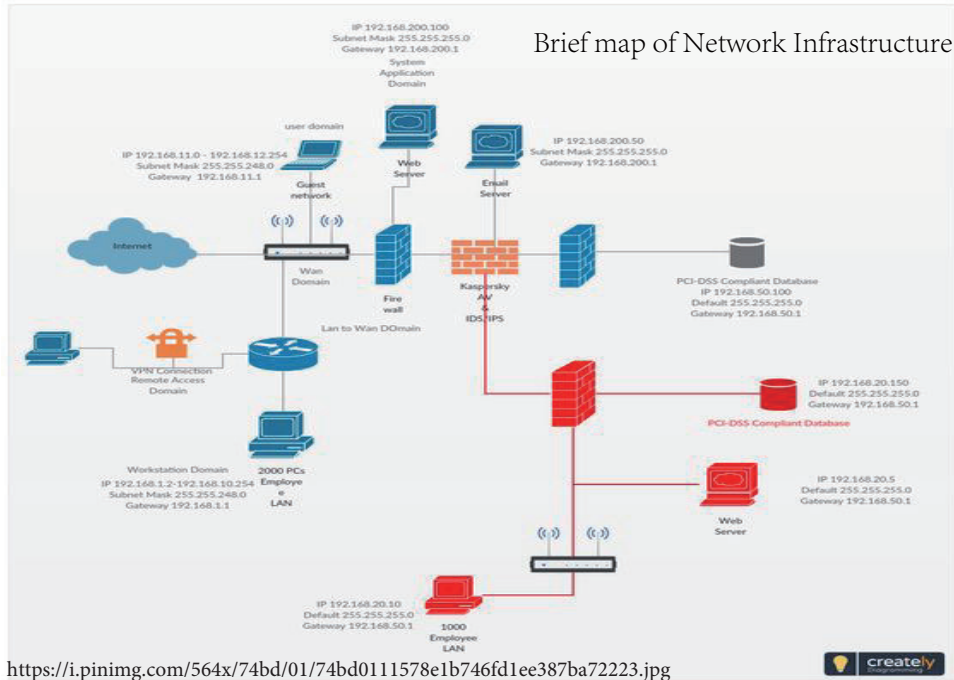 Brief map of Network Infrastructure
IP 192.168.200.100
Subnet Mask 255.255.255.0
Gateway 192.168.200.1
System
Application
Domain
Web
Server
user domain
IP 192.168.11.0 - 192.168.12.254
Subnet Mask 255.255.248.0
Gateway 192.168.11.1
Guest
network
IP 192.168.200.50
Subnet Mask 255.255.255.0
Gateway 192.168.200.1
Email
Server
Internet
Wan
Domain
Fire
wall
Lan to Wan DOmain
Kaspersky
AV
&
IDS/IPS
PCI-DSS Compliant Database
IP 192.168.50.100
Default 255.255.255.0
Gateway 192.168.50.1
VPN Connection
Remote Access
Domain
IP 192.168.20.150
Default 255.255.255.0
Gateway 192.168.50.1
PCI-DSS Compliant Database
Workstation Domain
IP 192.168.1.2-192.168.10.254
Subnet Mask 255.255.248.0
Gateway 192.168.1.1
2000 PCs
Employe
e
LAN
IP 192.168.20.5
Default 255.255.255.0
Gateway 192.168.50.1
Web
Server
IP 192.168.20.10
Default 255.255.255.0
Gateway 192.168.50.1
1000
Employee
LAN
https://i.pinimg.com/564x/74bd/01/74bd0111578e1b746fd1ee387ba72223.jpg
creately
Diagramming